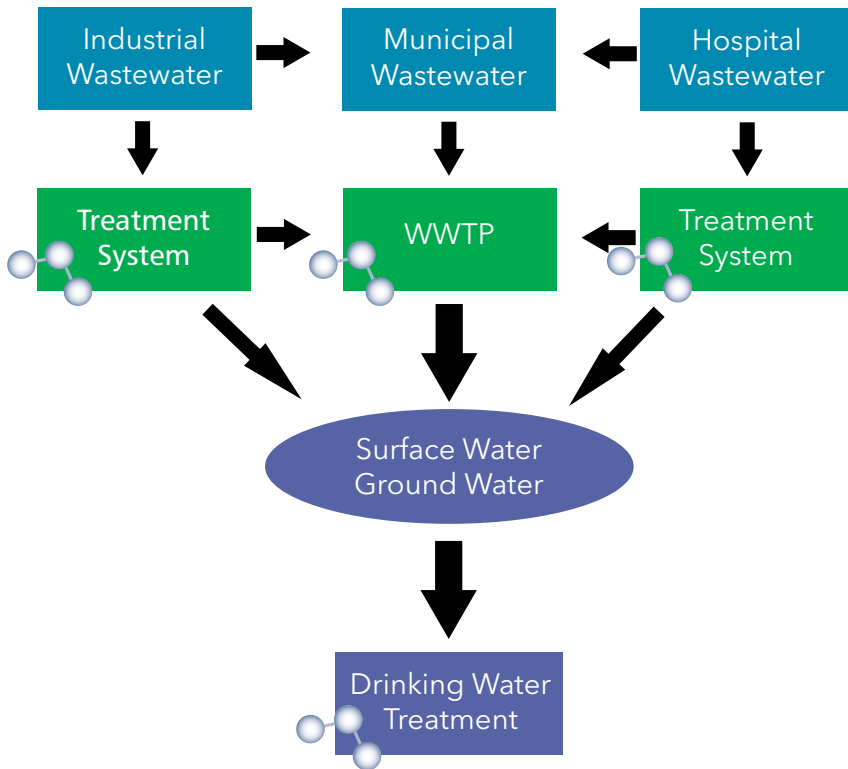 Industrial
Wastewater
Municipal
Wastewater
Hospital
Wastewater
Treatment
System
WWTP
Treatment
System
Surface Water
Ground Water
Drinking Water
Treatment